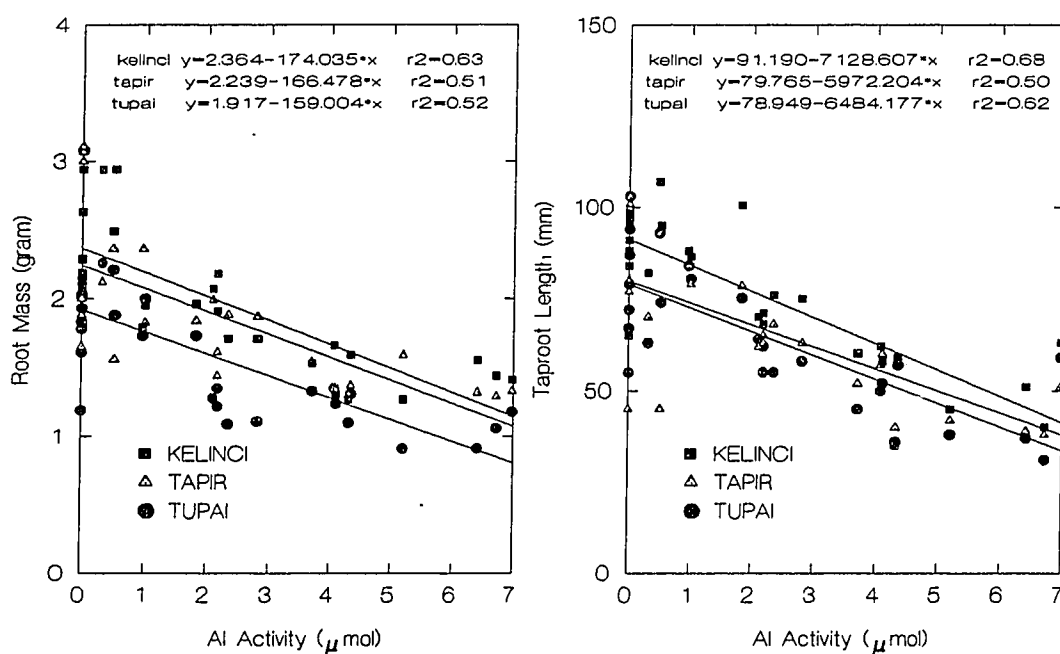 4
3
2
1
0
Root Mass (gram)
kelinci y=2.364-174.035*x r2=0.63
tapir y=2.239-166.478*x r2=0.51
tupai y=1.917-159.004*x r2=0.52
KELINCI
TAPIR
TUPAI
0 1 2 3 4 5 6 7
Al Activity (μmol)
150
100
50
0
Taproot Length (mm)
kelinci y=91.190-7128.607*x r2=0.68
tapir y=79.765-5972.204*x r2=0.50
tupai y=78.949-6484.177*x r2=0.62
KELINCI
TAPIR
TUPAI
0 1 2 3 4 5 6 7
Al Activity (μmol)